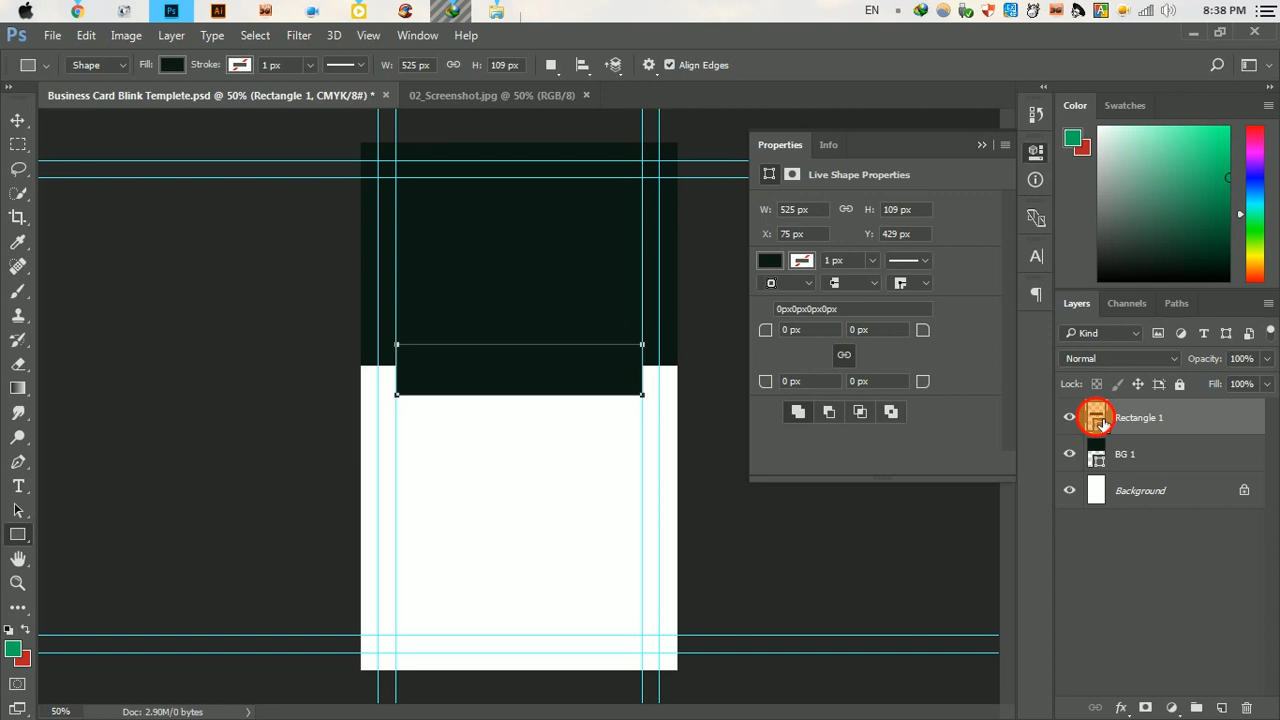 EN 8:38 PM
Ps File Edit Image Layer Type Select Filter 3D View Window Help
Shape Fill: Stroke: 1 px W: 525 px H: 109 px Align Edges
Business Card Blink Templete.psd @ 50% (Rectangle 1, CMYK/8#) * × 02_Screenshot.jpg @ 50% (RGB/8) ×
Color Swatches
Properties Info
Live Shape Properties
W: 525 px H: 109 px
X: 75 px Y: 429 px
1 px
0px0px0px0px
0 px 0 px
0 px 0 px
Layers Channels Paths
Kind
Normal Opacity: 100%
Lock: Fill: 100%
Rectangle 1
BG 1
Background
50% Doc: 2.90M/0 bytes